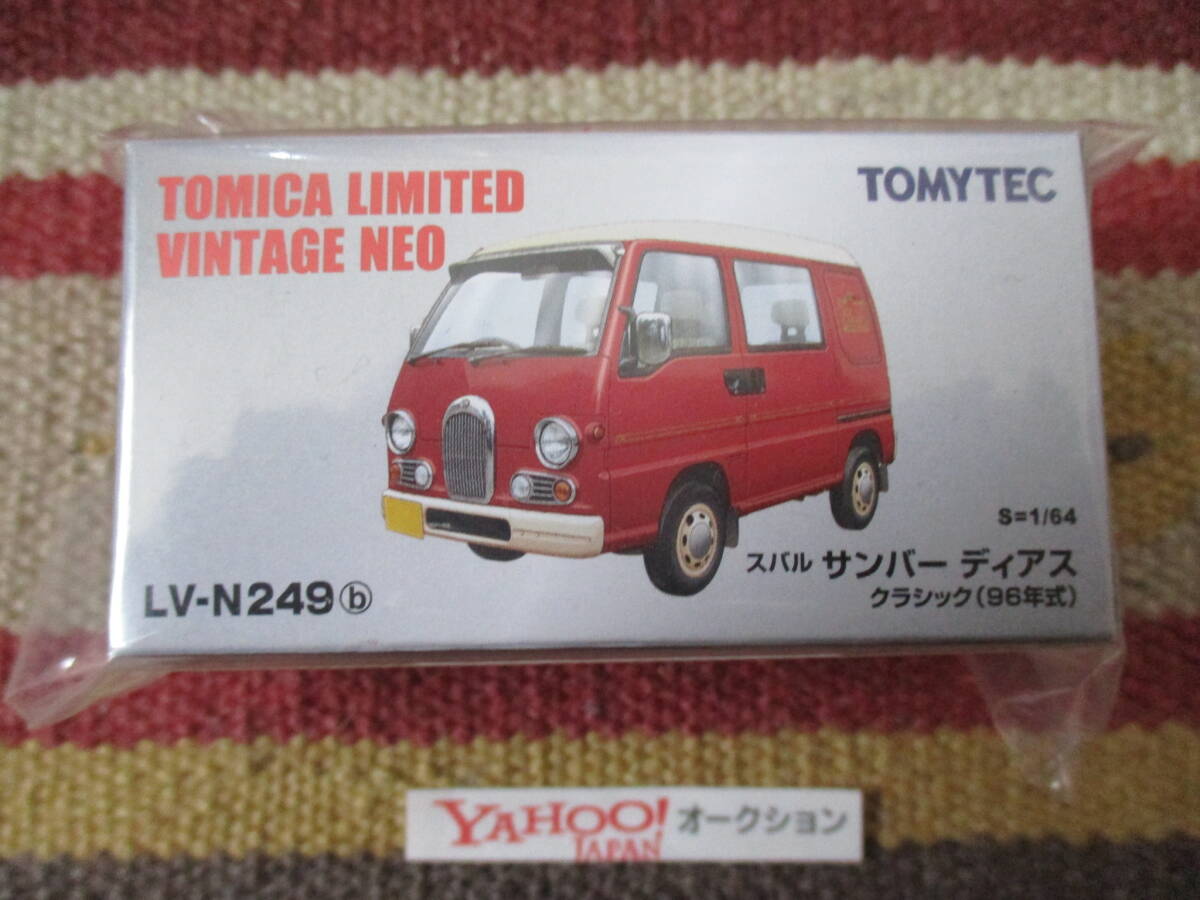 TOMICA LIMITED
VINTAGE NEO
TOMYTEC
S=1/64
スバル サンバー ディアス
クラシック(96年式)
LV-N249ⓑ
YAHOO! オークション
JAPAN